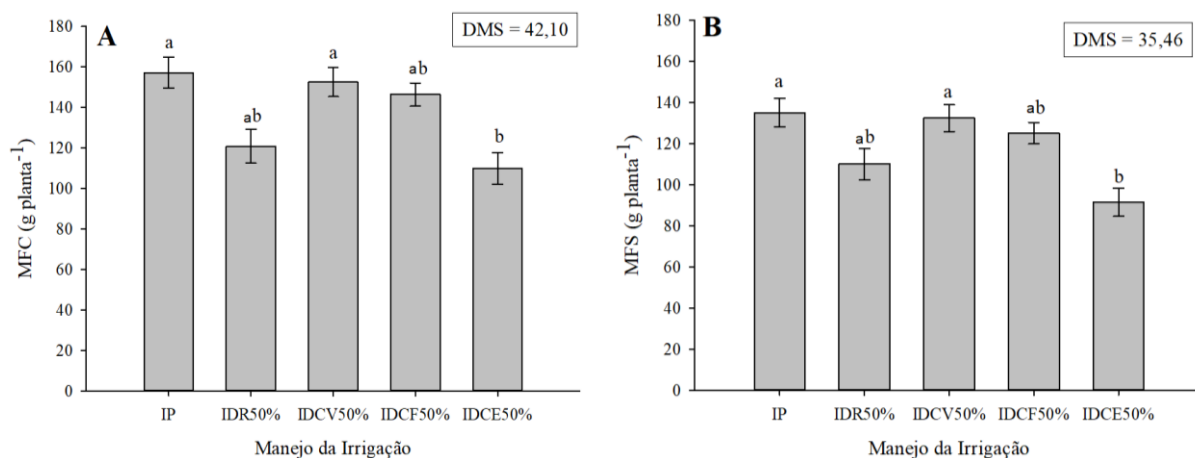 A
DMS = 42,10
MFC (g planta-1)
180
160
140
120
100
80
60
40
20
0
a
ab
a
ab
b
IP
IDR50%
IDCV50%
IDCF50%
IDCE50%
Manejo da Irrigação
B
DMS = 35,46
MFS (g planta-1)
180
160
140
120
100
80
60
40
20
0
a
ab
a
ab
b
IP
IDR50%
IDCV50%
IDCF50%
IDCE50%
Manejo da Irrigação